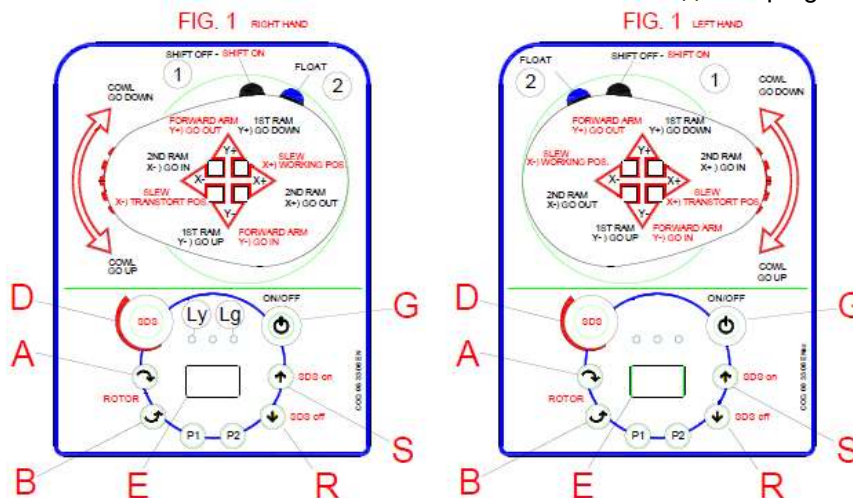 FIG. 1 RIGHT HAND
SHIFT OFF - SHIFT ON
1
FLOAT
2
COWL
GO DOWN
FORWARD ARM
Y+) GO OUT
1ST RAM
Y+) GO DOWN
Y+
2ND RAM
X-) GO IN
SLEW
X+) WORKING POS.
X-
X+
SLEW
X-) TRANSTORT POS.
2ND RAM
X+) GO OUT
Y-
1ST RAM
Y-) GO UP
FORWARD ARM
Y-) GO IN
COWL
GO UP
D
SDS
Ly
Lg
ON/OFF
G
A
SDS on
ROTOR
SDS off
P1
P2
S
B
E
R
FIG. 1 LEFT HAND
FLOAT
SHIFT OFF - SHIFT ON
2
1
COWL
GO DOWN
FORWARD ARM
Y+) GO OUT
1ST RAM
Y+) GO DOWN
Y+
SLEW
X-) WORKING POS.
2ND RAM
X+) GO IN
X-
X+
2ND RAM
X-) GO OUT
SLEW
X+) TRANSTORT POS.
Y-
1ST RAM
Y-) GO UP
FORWARD ARM
Y-) GO IN
COWL
GO UP
D
SDS
ON/OFF
G
A
SDS on
ROTOR
SDS off
P1
P2
S
B
E
R